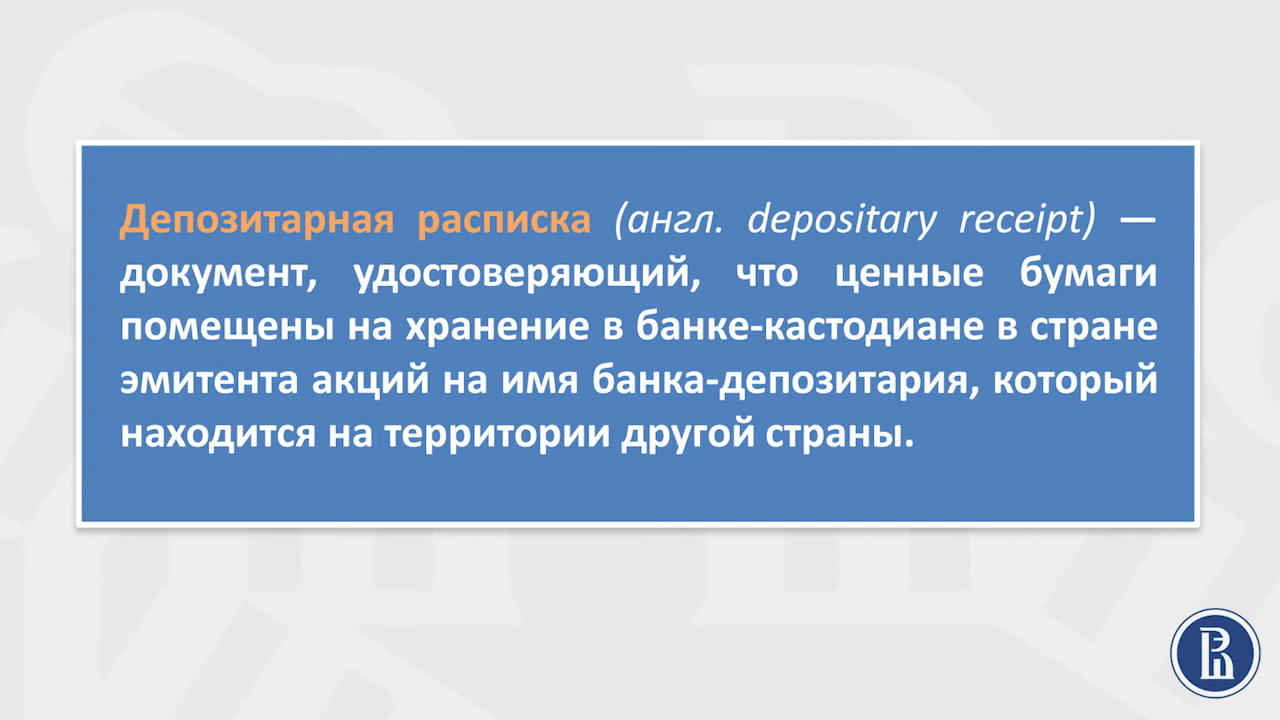 Депозитарная расписка (англ. depositary receipt) —
документ, удостоверяющий, что ценные бумаги
помещены на хранение в банке-кастодиане в стране
эмитента акций на имя банка-депозитария, который
находится на территории другой страны.